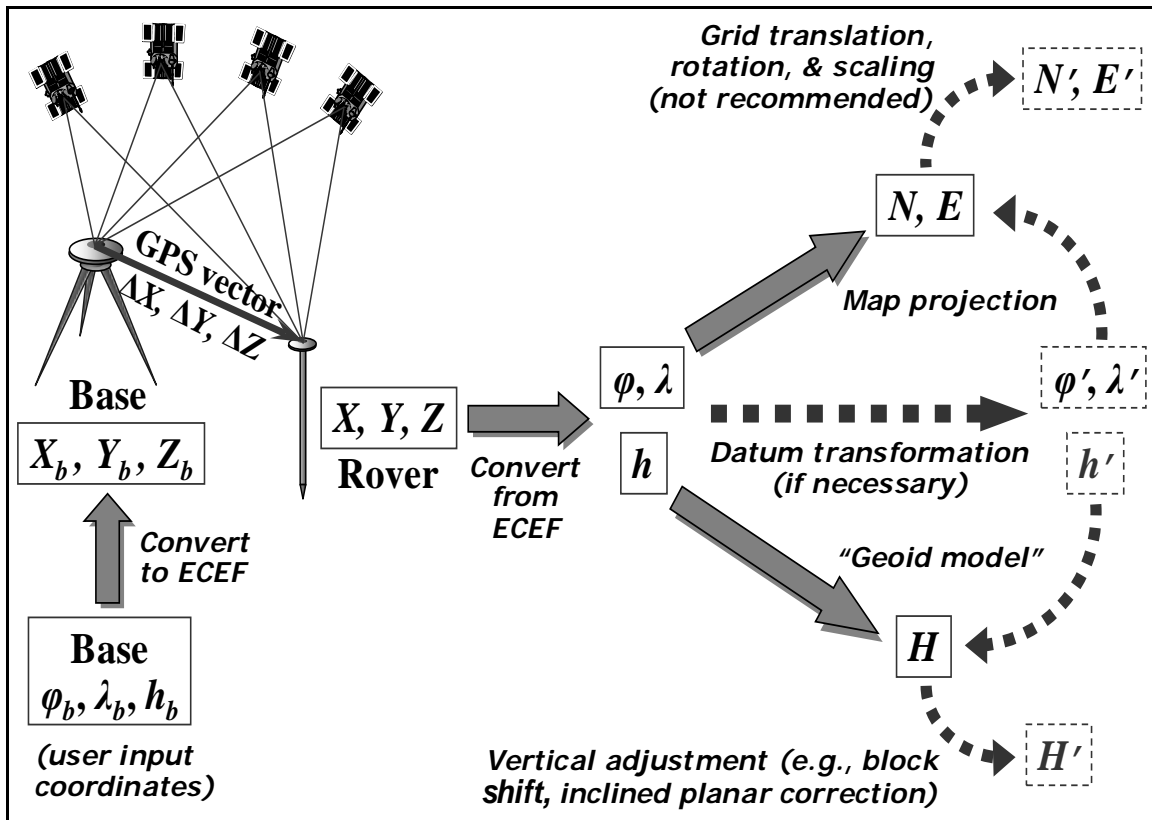 Grid translation,
rotation, & scaling
(not recommended)
N′, E′
N, E
GPS vector
ΔX, ΔY, ΔZ
Map projection
Base
X_b, Y_b, Z_b
X, Y, Z
Rover
φ, λ
h
φ′, λ′
h′
Convert
from
ECEF
Datum transformation
(if necessary)
Convert
to ECEF
“Geoid model”
Base
φ_b, λ_b, h_b
(user input
coordinates)
H
H′
Vertical adjustment (e.g., block
shift, inclined planar correction)